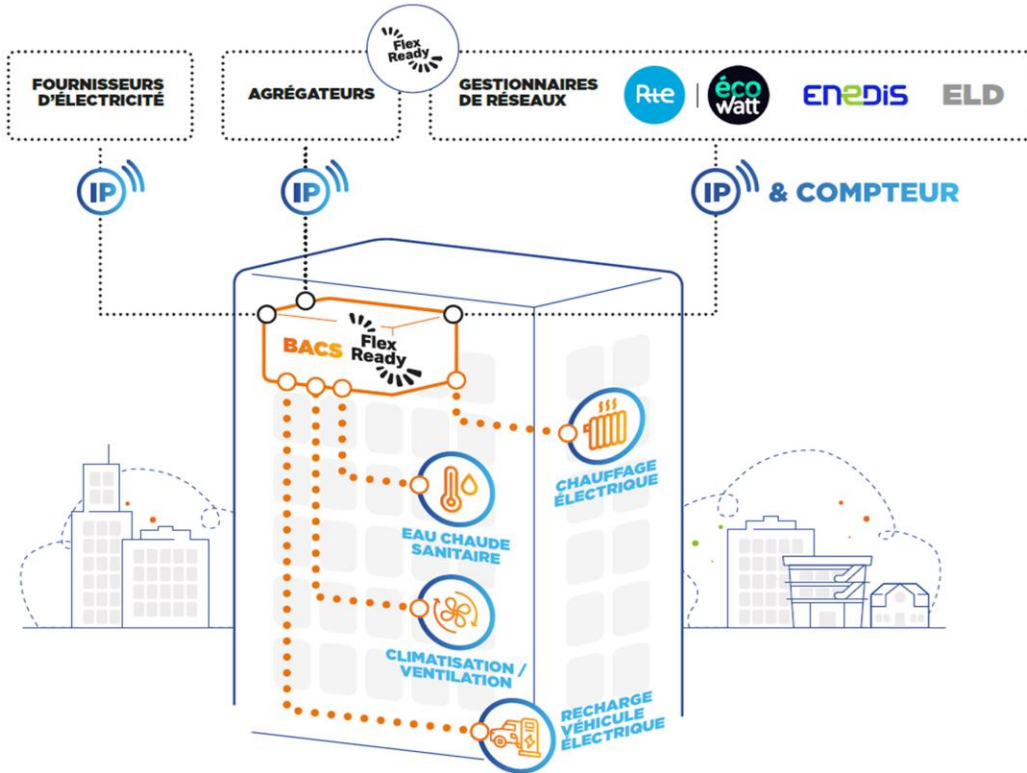 Flex
Ready
FOURNISSEURS
D'ÉLECTRICITÉ
AGRÉGATEURS
GESTIONNAIRES
DE RÉSEAUX
Rte
éco
watt
ENEDIS
ELD
IP
IP
IP & COMPTEUR
BACS
Flex
Ready
CHAUFFAGE
ÉLECTRIQUE
EAU CHAUDE
SANITAIRE
CLIMATISATION /
VENTILATION
RECHARGE
VÉHICULE
ÉLECTRIQUE